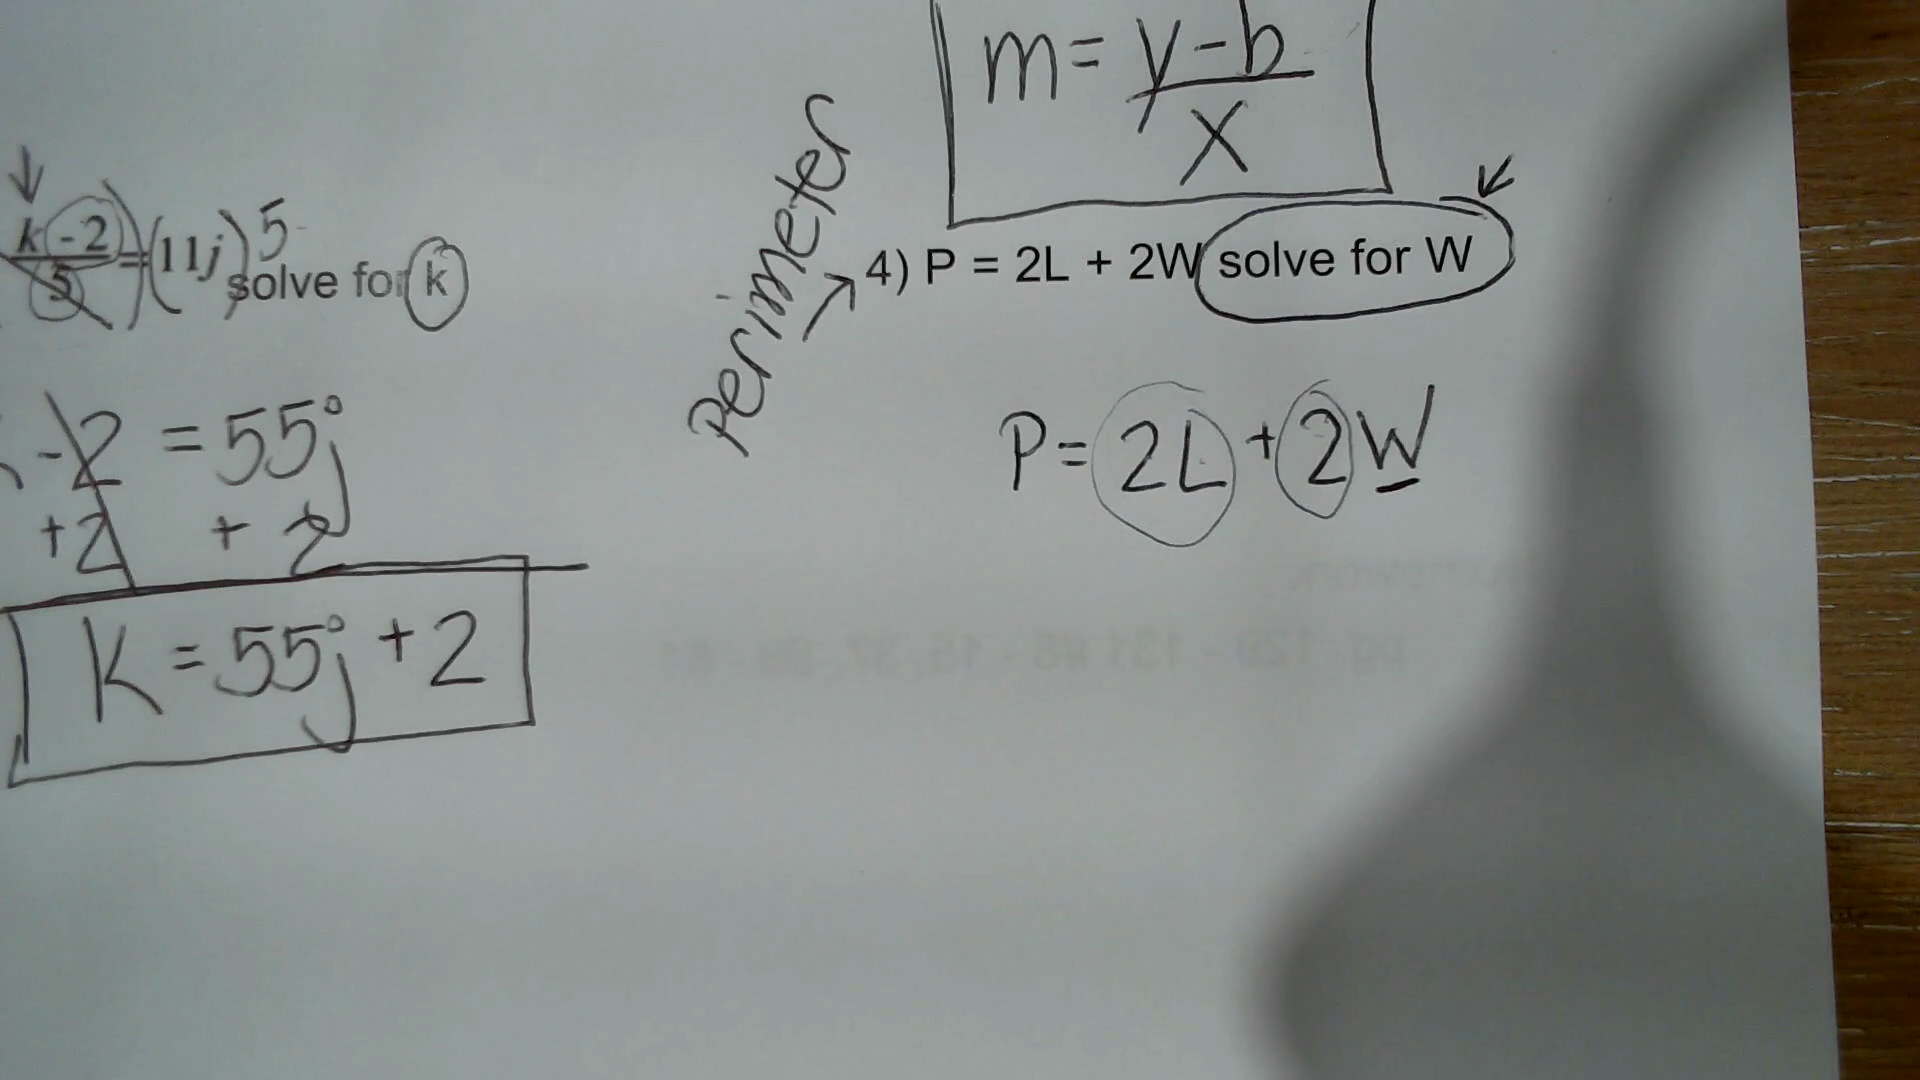 m = y - b
x
Perimeter
k - 2 = (11j) 5
5
solve for k
4) P = 2L + 2W solve for W
- 2 = 55j
+2 + 2
K = 55j + 2
P = 2L + 2W